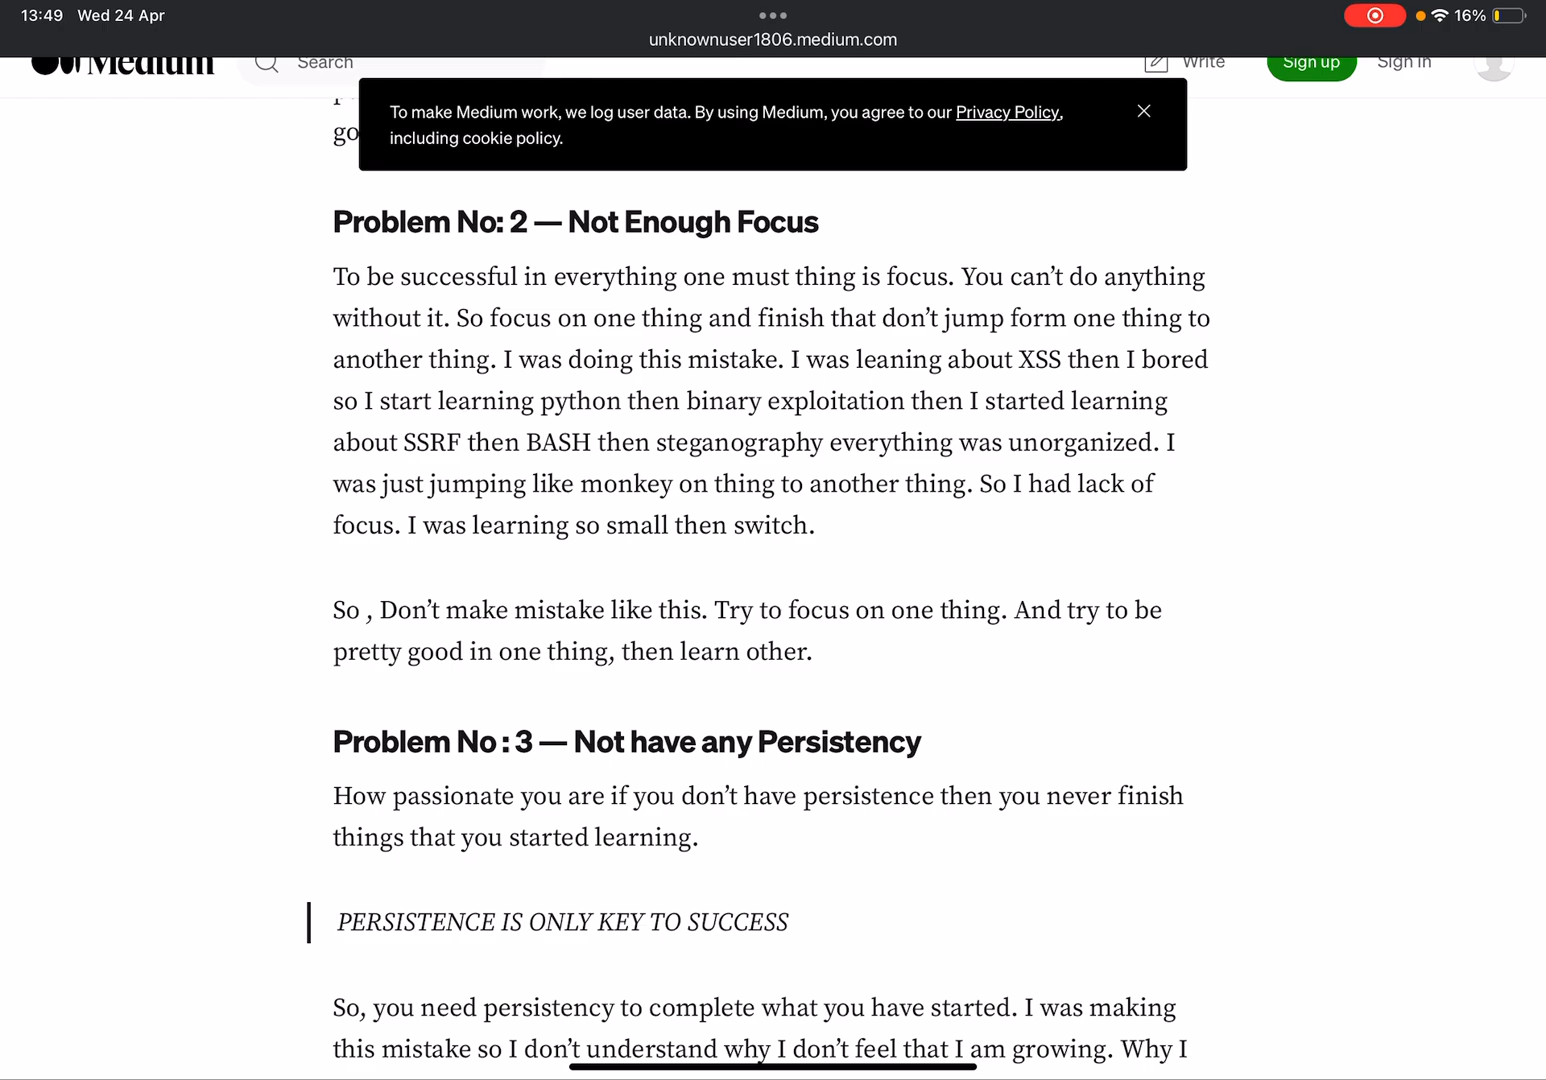 13:49 Wed 24 Apr
16%
unknownuser1806.medium.com
Medium
Search
Write
Sign up
Sign in
To make Medium work, we log user data. By using Medium, you agree to our Privacy Policy,
including cookie policy.
go
Problem No: 2 — Not Enough Focus
To be successful in everything one must thing is focus. You can’t do anything
without it. So focus on one thing and finish that don’t jump form one thing to
another thing. I was doing this mistake. I was leaning about XSS then I bored
so I start learning python then binary exploitation then I started learning
about SSRF then BASH then steganography everything was unorganized. I
was just jumping like monkey on thing to another thing. So I had lack of
focus. I was learning so small then switch.
So , Don’t make mistake like this. Try to focus on one thing. And try to be
pretty good in one thing, then learn other.
Problem No : 3 — Not have any Persistency
How passionate you are if you don’t have persistence then you never finish
things that you started learning.
PERSISTENCE IS ONLY KEY TO SUCCESS
So, you need persistency to complete what you have started. I was making
this mistake so I don’t understand why I don’t feel that I am growing. Why I